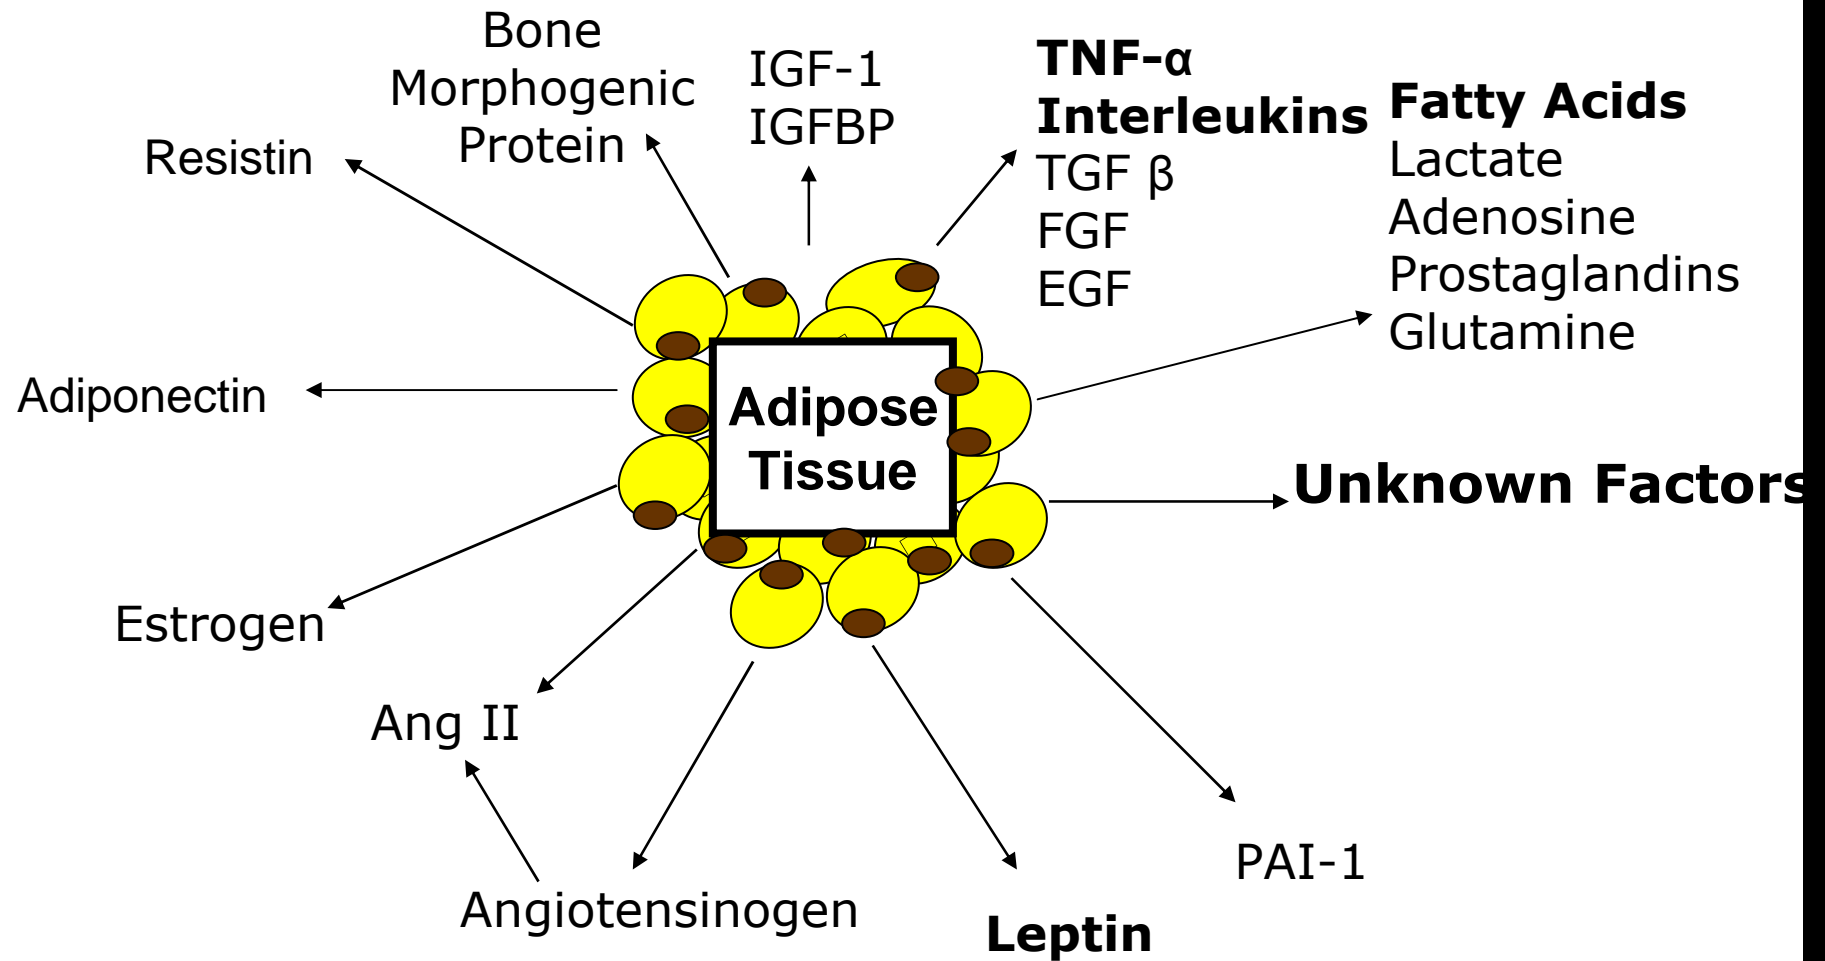 Bone
Morphogenic
Protein
IGF-1
IGFBP
TNF-α
Interleukins
TGF β
FGF
EGF
Fatty Acids
Lactate
Adenosine
Prostaglandins
Glutamine
Resistin
Adiponectin
Adipose
Tissue
Unknown Factors
Estrogen
Ang II
Angiotensinogen
Leptin
PAI-1